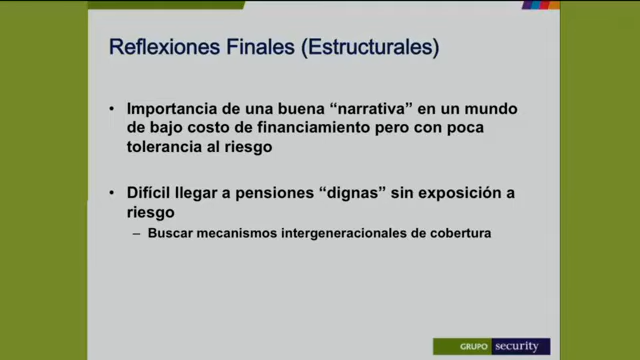 Reflexiones Finales (Estructurales)
• Importancia de una buena “narrativa” en un mundo
de bajo costo de financiamiento pero con poca
tolerancia al riesgo
• Difícil llegar a pensiones “dignas” sin exposición a
riesgo
– Buscar mecanismos intergeneracionales de cobertura
GRUPO security